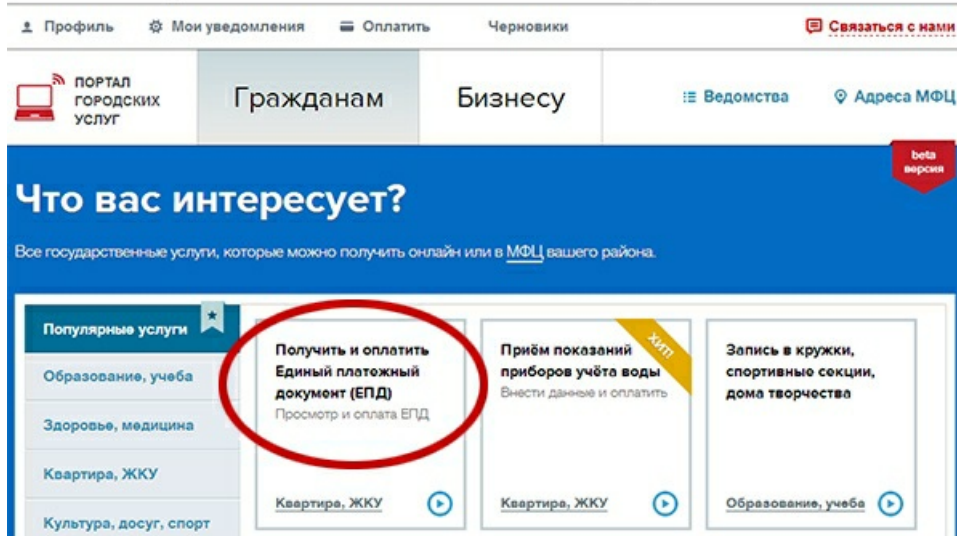 Профиль Мои уведомления Оплатить Черновики Связаться с нами
ПОРТАЛ
ГОРОДСКИХ
УСЛУГ
Гражданам Бизнесу Ведомства Адреса МФЦ
beta
версия
Что вас интересует?
Все государственные услуги, которые можно получить онлайн или в МФЦ вашего района.
Популярные услуги
Образование, учеба
Здоровье, медицина
Квартира, ЖКУ
Культура, досуг, спорт
Получить и оплатить
Единый платежный
документ (ЕПД)
Просмотр и оплата ЕПД
Квартира, ЖКУ
ХИТ!
Приём показаний
приборов учёта воды
Внести данные и оплатить
Квартира, ЖКУ
Запись в кружки,
спортивные секции,
дома творчества
Образование, учеба